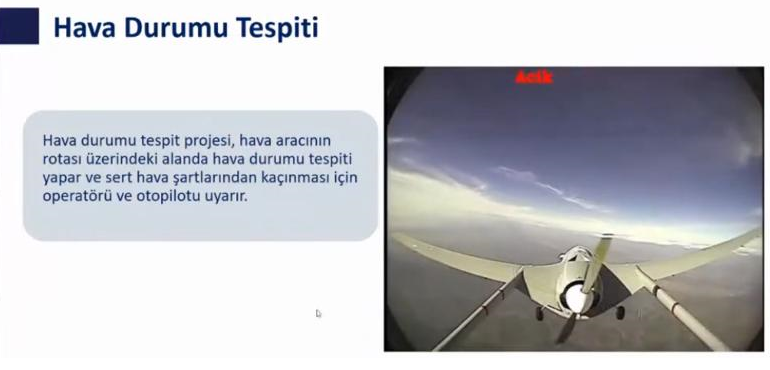 Hava Durumu Tespiti
Acik
Hava durumu tespit projesi, hava aracının
rotası üzerindeki alanda hava durumu tespiti
yapar ve sert hava şartlarından kaçınması için
operatörü ve otopilotu uyarır.